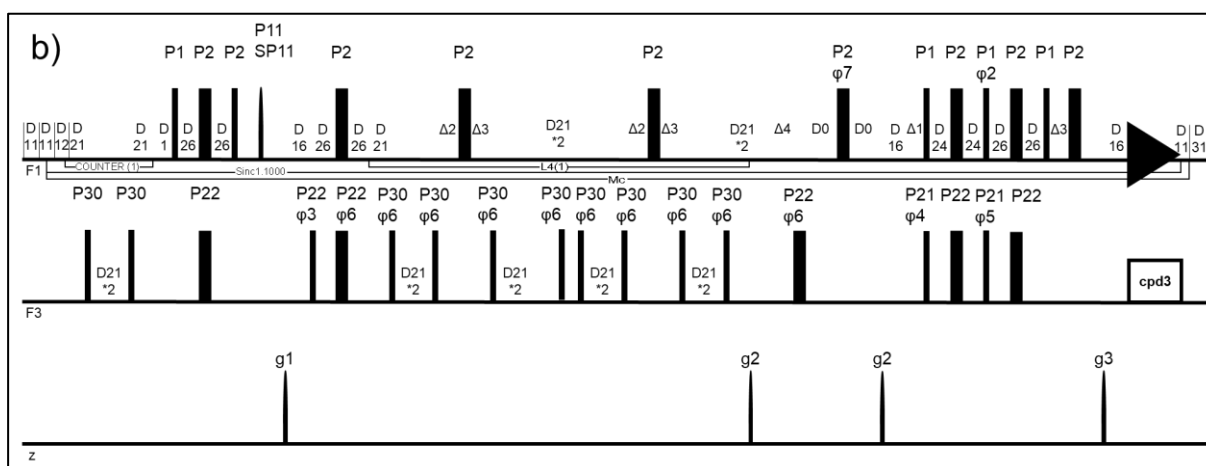 b)
P11
P1 P2 P2 SP11 P2 P2 P2 P2 P1 P2 P1 P2 P1 P2
φ7 φ2
D D D D D D D D D D D D D Δ2 Δ3 D21 Δ2 Δ3 D21 Δ4 D0 D0 D Δ1 D D D D Δ3 D D D
11 11 12 21 21 1 26 26 16 26 26 21 *2 *2 16 24 24 26 26 16 11 31
COUNTER (1) L4(1)
F1 Sinc1.1000
Mc
P30 P30 P22 P22 P22 P30 P30 P30 P30 P30 P30 P30 P30 P22 P21 P22 P21 P22
φ3 φ6 φ6 φ6 φ6 φ6 φ6 φ6 φ6 φ6 φ6 φ4 φ5
D21 D21 D21 D21 D21
*2 *2 *2 *2 *2
cpd3
F3
g1 g2 g2 g3
z